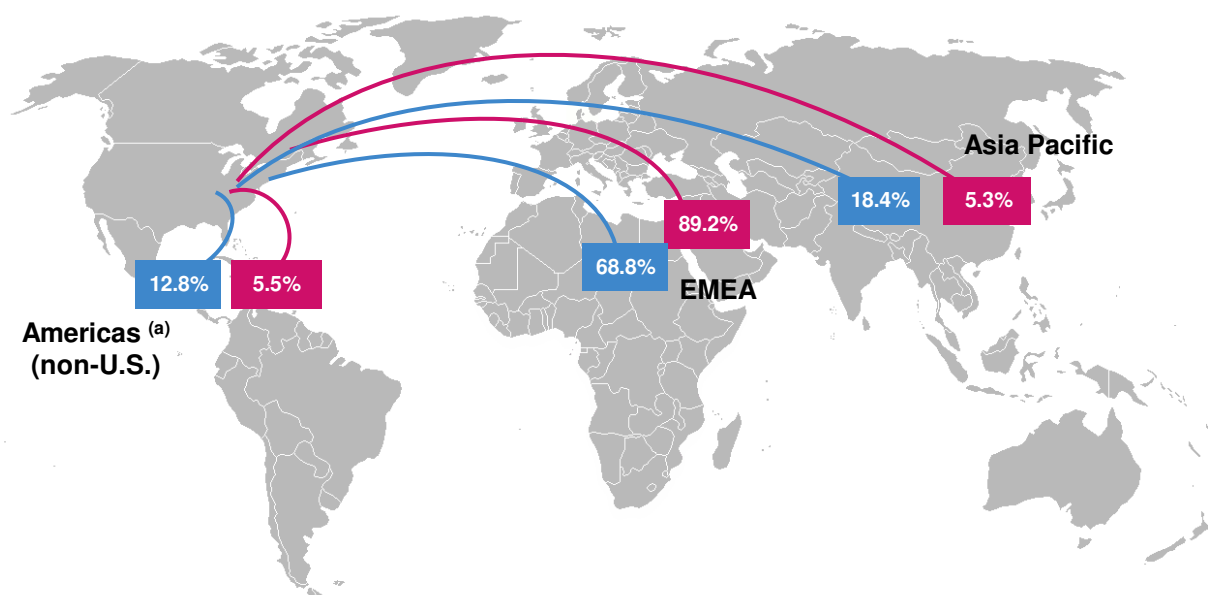 Asia Pacific
18.4%
5.3%
89.2%
68.8%
EMEA
12.8%
5.5%
Americas (a)
(non-U.S.)